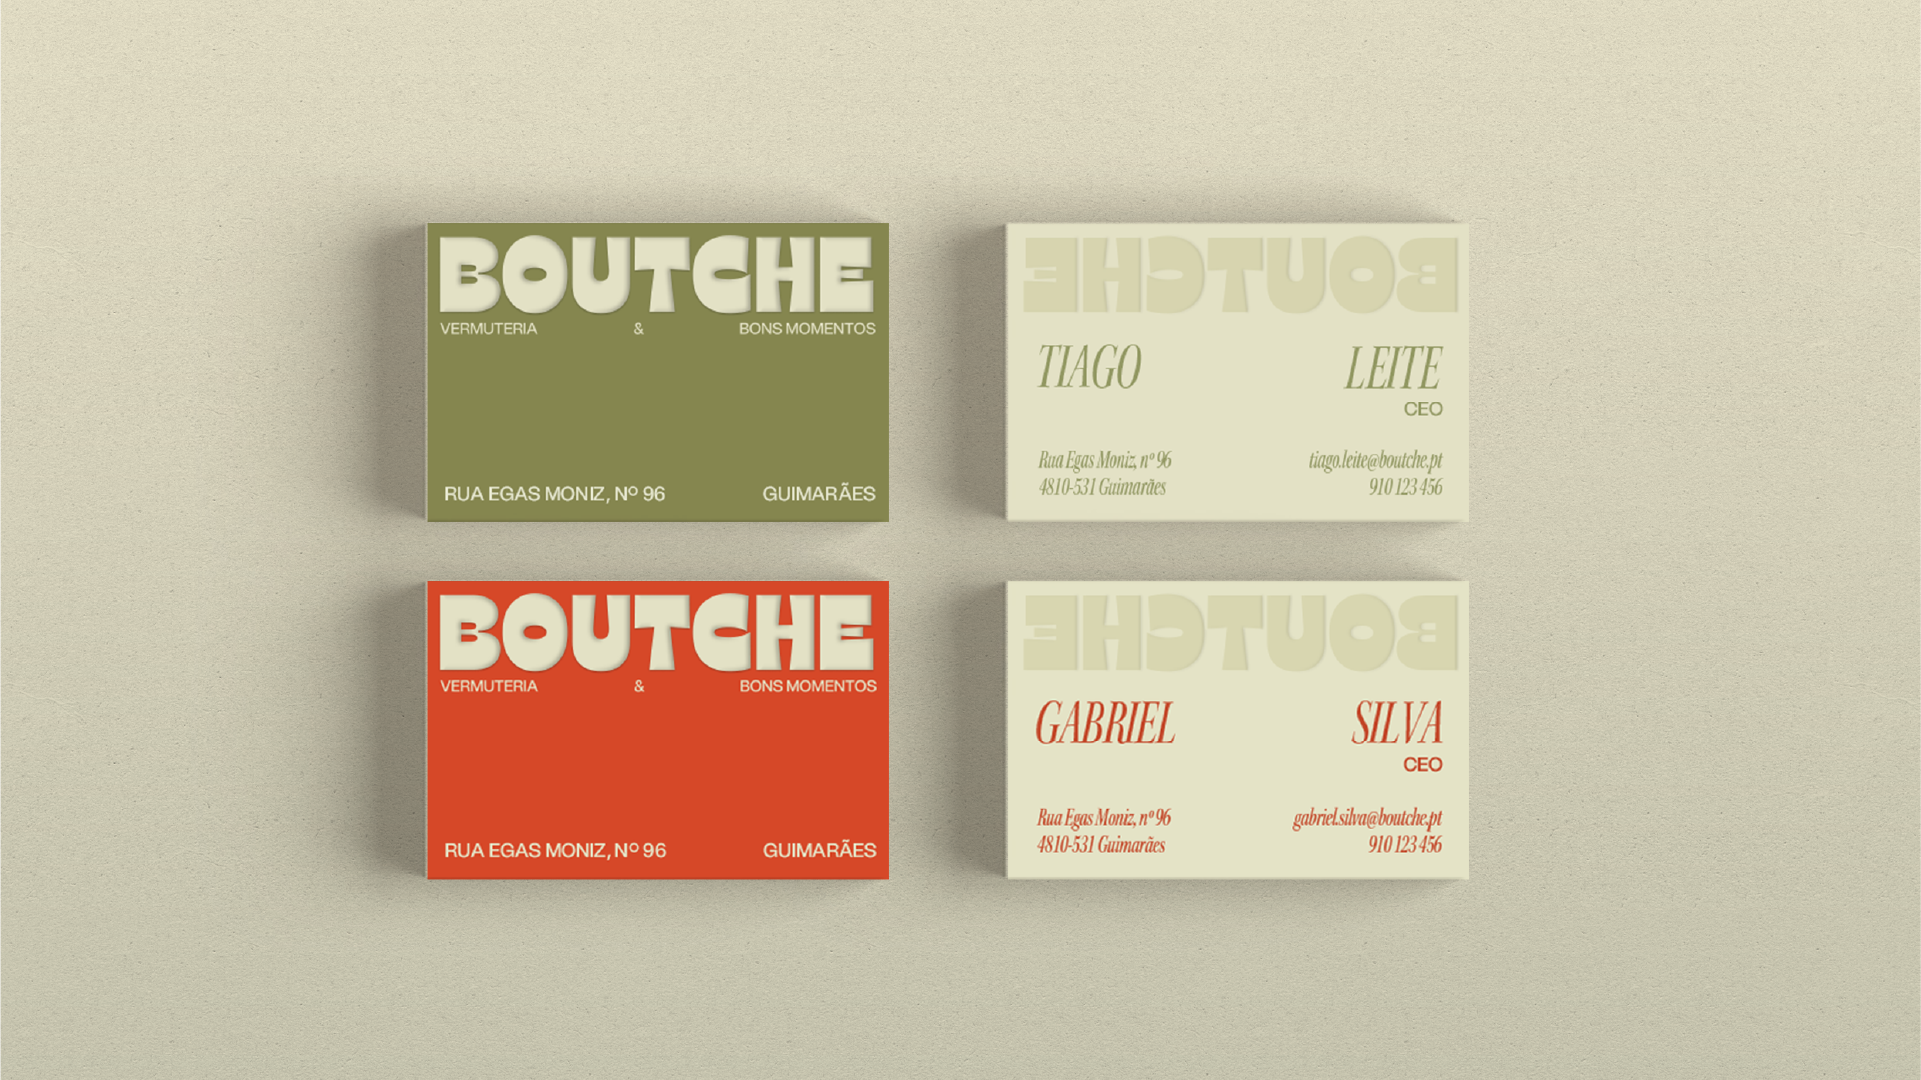 BOUTCHE
VERMUTERIA & BONS MOMENTOS
RUA EGAS MONIZ, Nº 96 GUIMARÃES
BOUTCHE
TIAGO LEITE
CEO
Rua Egas Moniz, nº 96 tiago.leite@boutche.pt
4810-531 Guimarães 910 123 456
BOUTCHE
VERMUTERIA & BONS MOMENTOS
RUA EGAS MONIZ, Nº 96 GUIMARÃES
BOUTCHE
GABRIEL SILVA
CEO
Rua Egas Moniz, nº 96 gabriel.silva@boutche.pt
4810-531 Guimarães 910 123 456